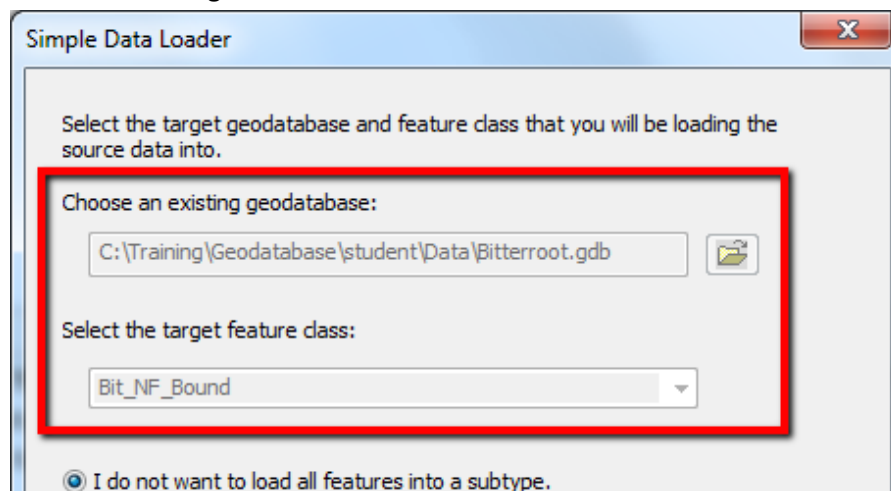 Simple Data Loader
Select the target geodatabase and feature class that you will be loading the
source data into.
Choose an existing geodatabase:
C:\Training\Geodatabase\student\Data\Bitterroot.gdb
Select the target feature class:
Bit_NF_Bound
I do not want to load all features into a subtype.